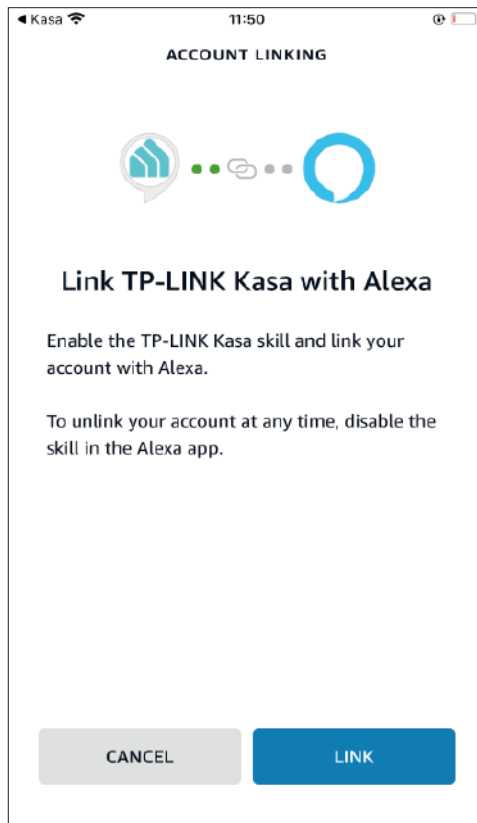 Kasa
11:50
ACCOUNT LINKING
Link TP-LINK Kasa with Alexa
Enable the TP-LINK Kasa skill and link your
account with Alexa.
To unlink your account at any time, disable the
skill in the Alexa app.
CANCEL
LINK